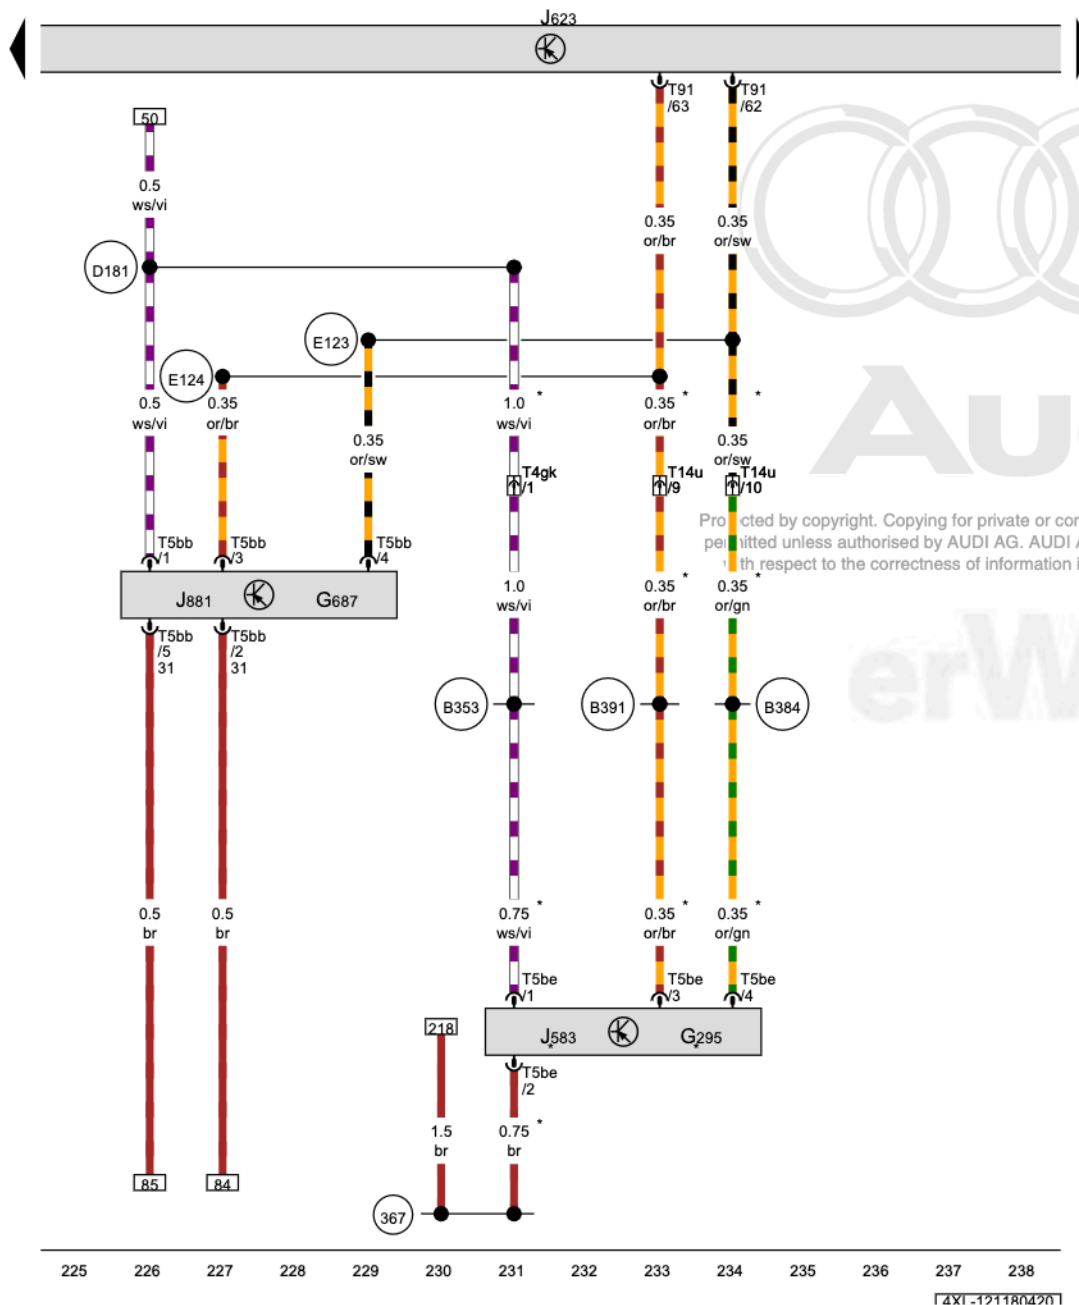 J623
T91
/63
T91
/62
50
0.5
ws/vi
0.35
or/br
0.35
or/sw
D181
E123
E124
0.5
ws/vi
0.35
or/br
0.35
or/sw
1.0 *
ws/vi
0.35 *
or/br
*
0.35
or/sw
T4gk
/1
T14u
/9
T14u
/10
Protected by copyright. Copying for private or
permitted unless authorised by AUDI AG. AUDI
with respect to the correctness of information
T5bb
/1
T5bb
/3
T5bb
/4
J881
G687
T5bb
/5
31
T5bb
/2
31
1.0
ws/vi
0.35 *
or/br
0.35 *
or/gn
B353
B391
B384
0.5
br
0.5
br
0.75 *
ws/vi
0.35 *
or/br
0.35 *
or/gn
T5be
/1
T5be
/3
T5be
/4
218
J583
*
G295
*
T5be
/2
1.5
br
0.75 *
br
85
84
367
225 226 227 228 229 230 231 232 233 234 235 236 237 238
4XL-121180420